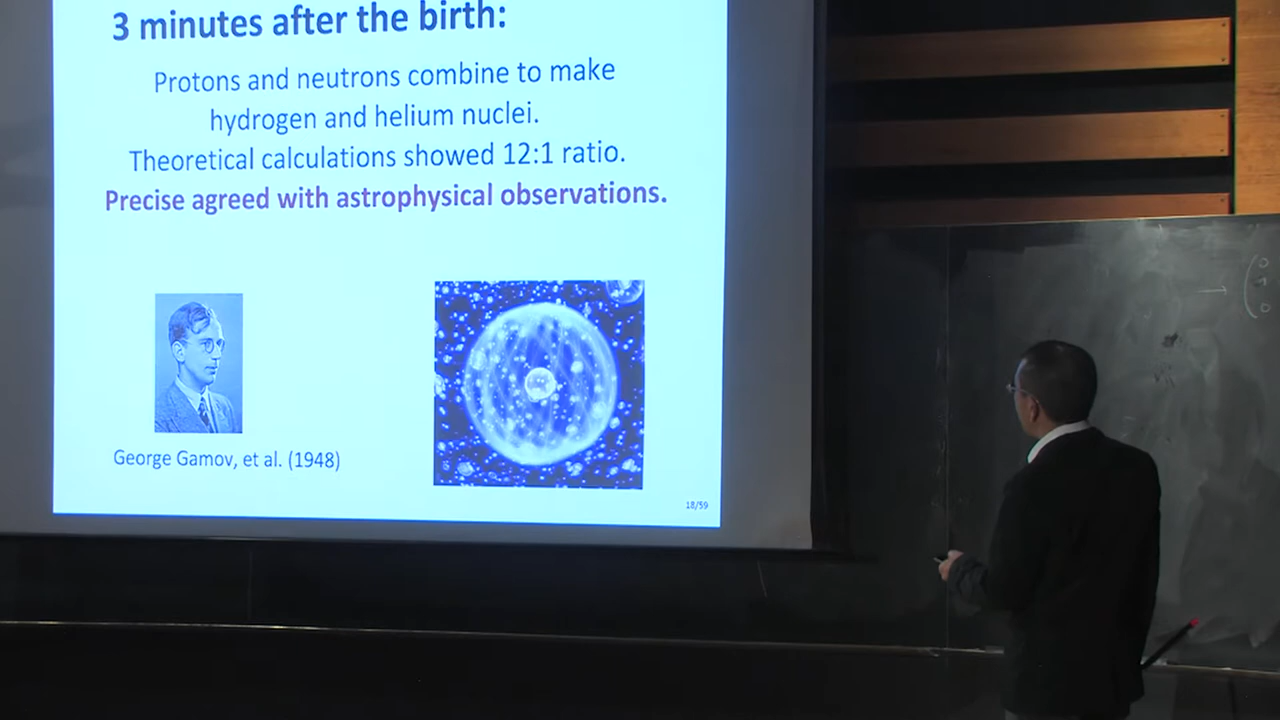 3 minutes after the birth:
Protons and neutrons combine to make
hydrogen and helium nuclei.
Theoretical calculations showed 12:1 ratio.
Precise agreed with astrophysical observations.
George Gamov, et al. (1948)
18/59